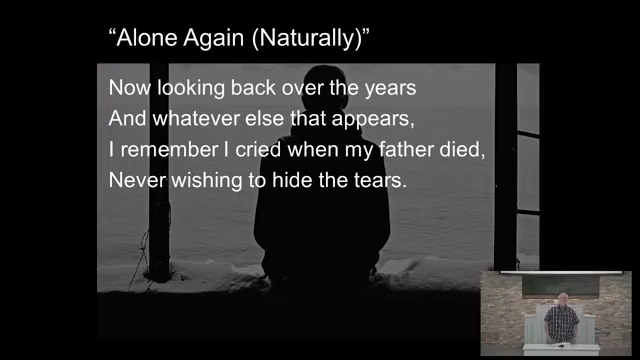 “Alone Again (Naturally)”
Now looking back over the years
And whatever else that appears,
I remember I cried when my father died,
Never wishing to hide the tears.